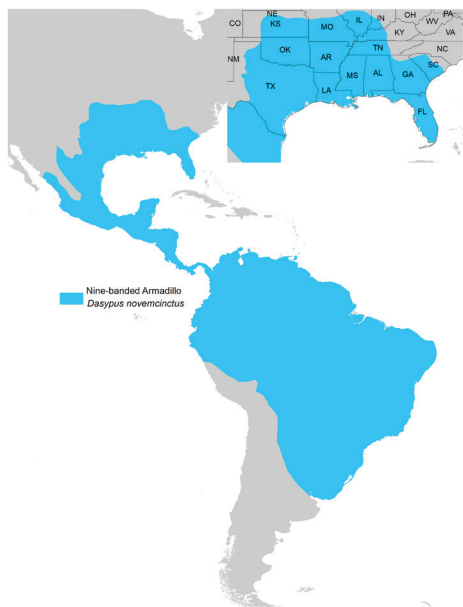 NE
OH
PA
CO
KS
MO
IL
IN
WV
VA
KY
NM
OK
AR
TN
NC
SC
TX
LA
MS
AL
GA
FL
Nine-banded Armadillo
Dasypus novemcinctus